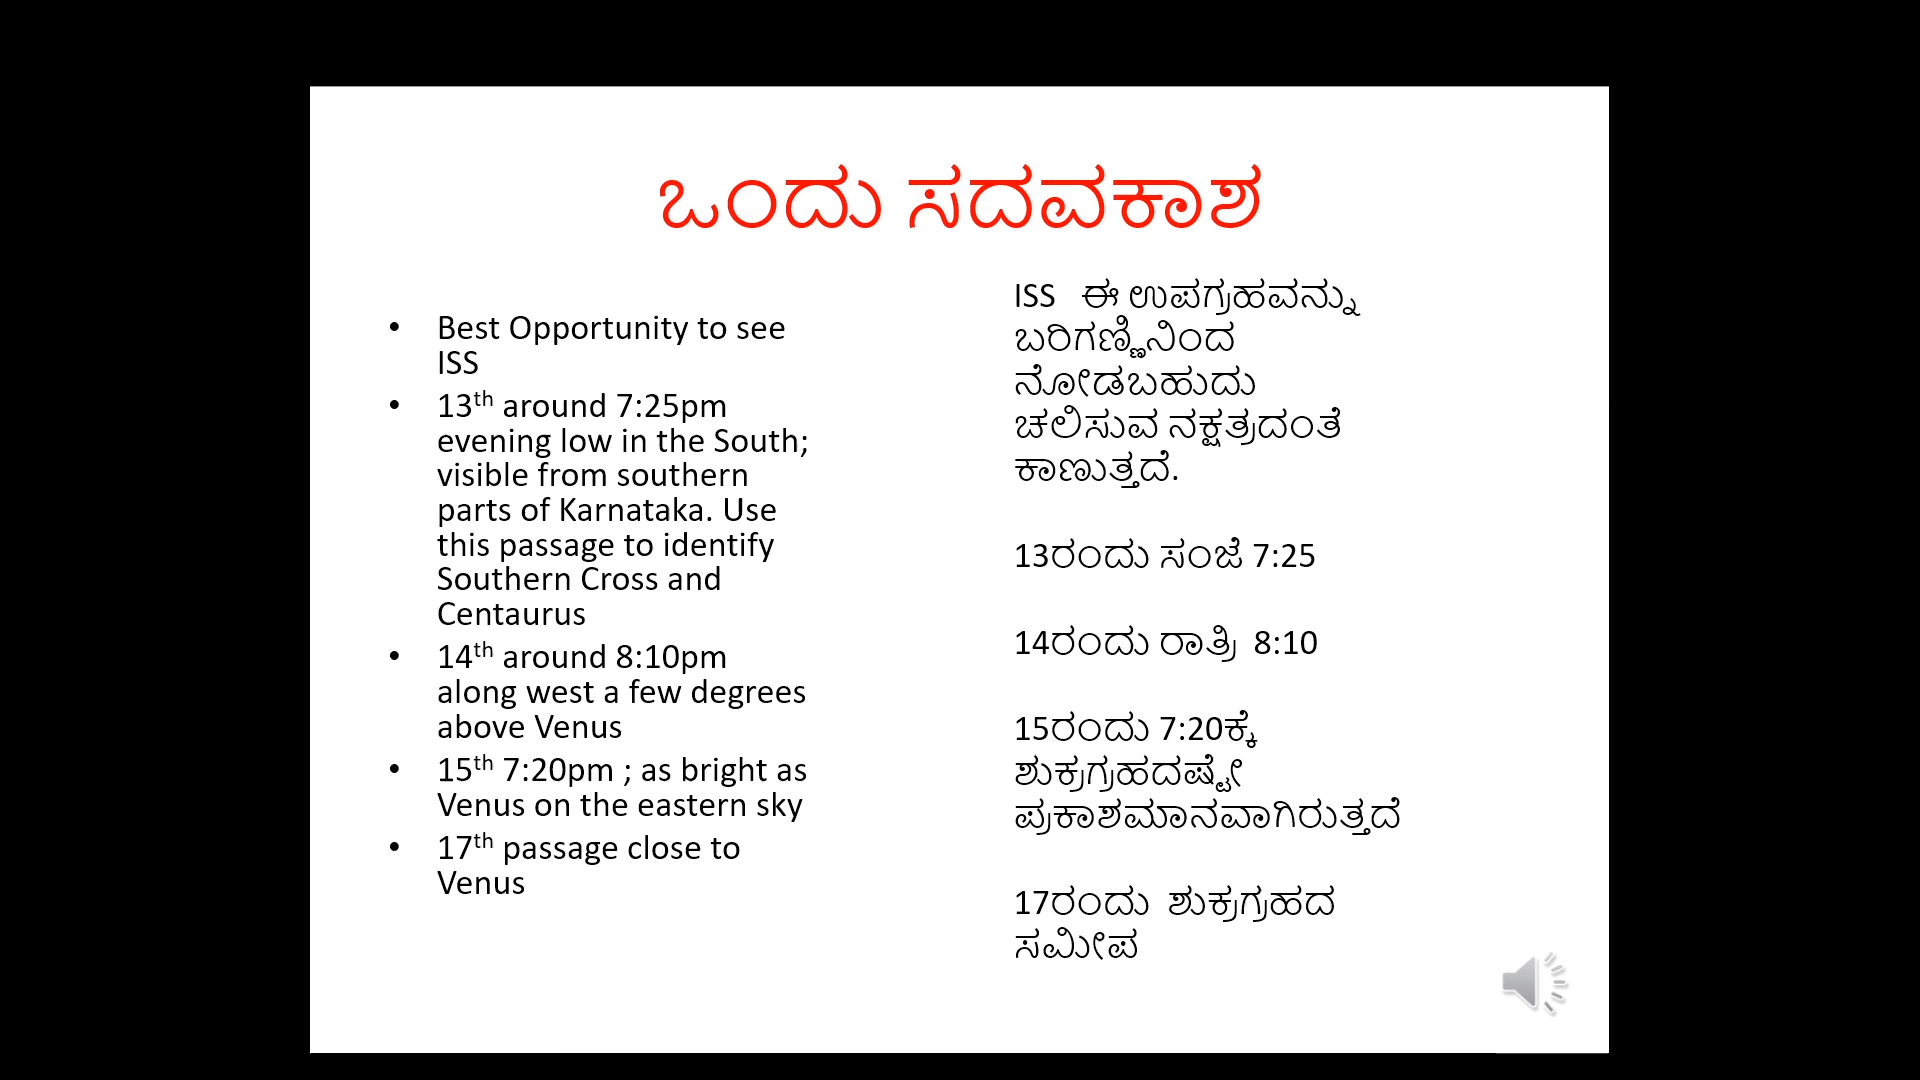 ಒಂದು ಸದವಕಾಶ
• Best Opportunity to see
ISS
• 13th around 7:25pm
evening low in the South;
visible from southern
parts of Karnataka. Use
this passage to identify
Southern Cross and
Centaurus
• 14th around 8:10pm
along west a few degrees
above Venus
• 15th 7:20pm ; as bright as
Venus on the eastern sky
• 17th passage close to
Venus
ISS ಈ ಉಪಗ್ರಹವನ್ನು
ಬರಿಗಣ್ಣಿನಿಂದ
ನೋಡಬಹುದು
ಚಲಿಸುವ ನಕ್ಷತ್ರದಂತೆ
ಕಾಣುತ್ತದೆ.
13ರಂದು ಸಂಜೆ 7:25
14ರಂದು ರಾತ್ರಿ 8:10
15ರಂದು 7:20ಕ್ಕೆ
ಶುಕ್ರಗ್ರಹದಷ್ಟೇ
ಪ್ರಕಾಶಮಾನವಾಗಿರುತ್ತದೆ
17ರಂದು ಶುಕ್ರಗ್ರಹದ
ಸಮೀಪ